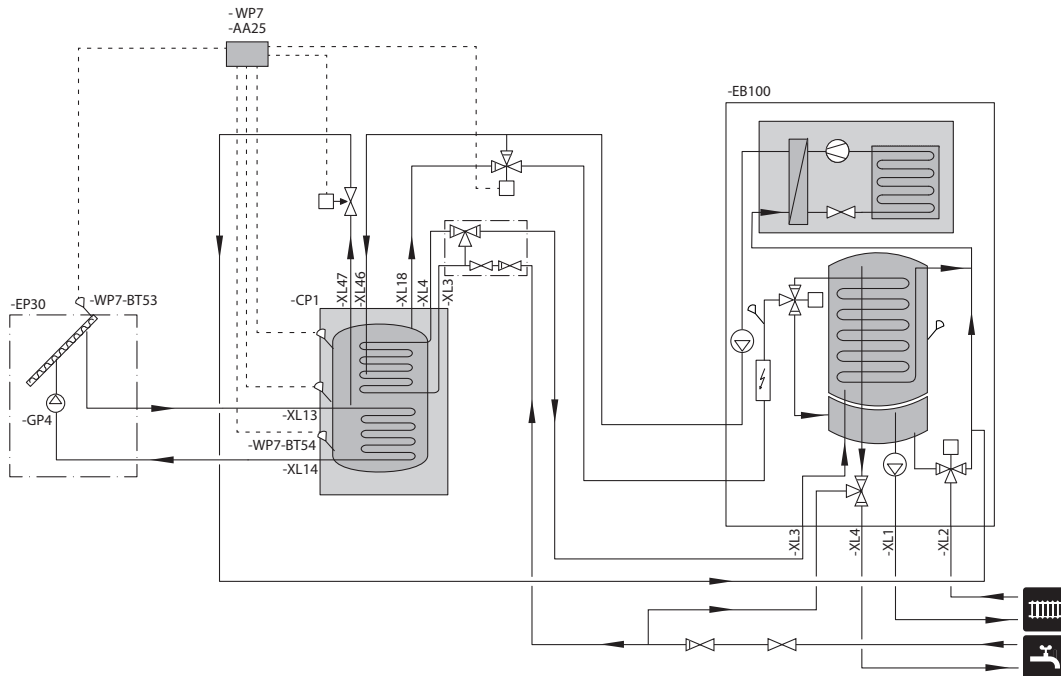 - WP7
-AA25
-EB100
-XL47
-XL46
-XL18
-XL4
-XL3
-EP30
-WP7-BT53
-CP1
-GP4
-XL13
-WP7-BT54
-XL14
-XL3
-XL4
-XL1
-XL2